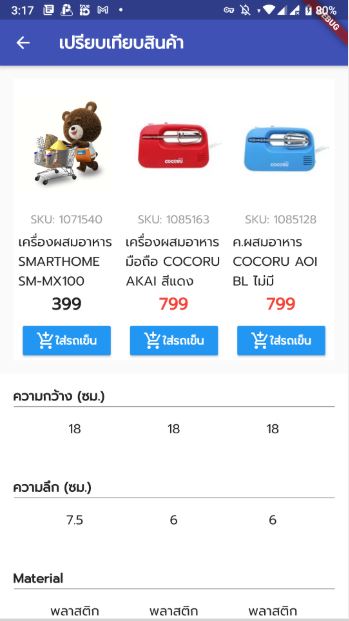 3:17
80%
DEBUG
เปรียบเทียบสินค้า
COCORU
COCORU
SKU: 1071540 SKU: 1085163 SKU: 1085128
เครื่องผสมอาหาร เครื่องผสมอาหาร ค.ผสมอาหาร
SMARTHOME มือถือ COCORU COCORU AOI
SM-MX100 AKAI สีแดง BL ไม่มี
399 799 799
ใส่รถเข็น ใส่รถเข็น ใส่รถเข็น
ความกว้าง (ซม.)
18 18 18
ความลึก (ซม.)
7.5 6 6
Material
พลาสติก พลาสติก พลาสติก